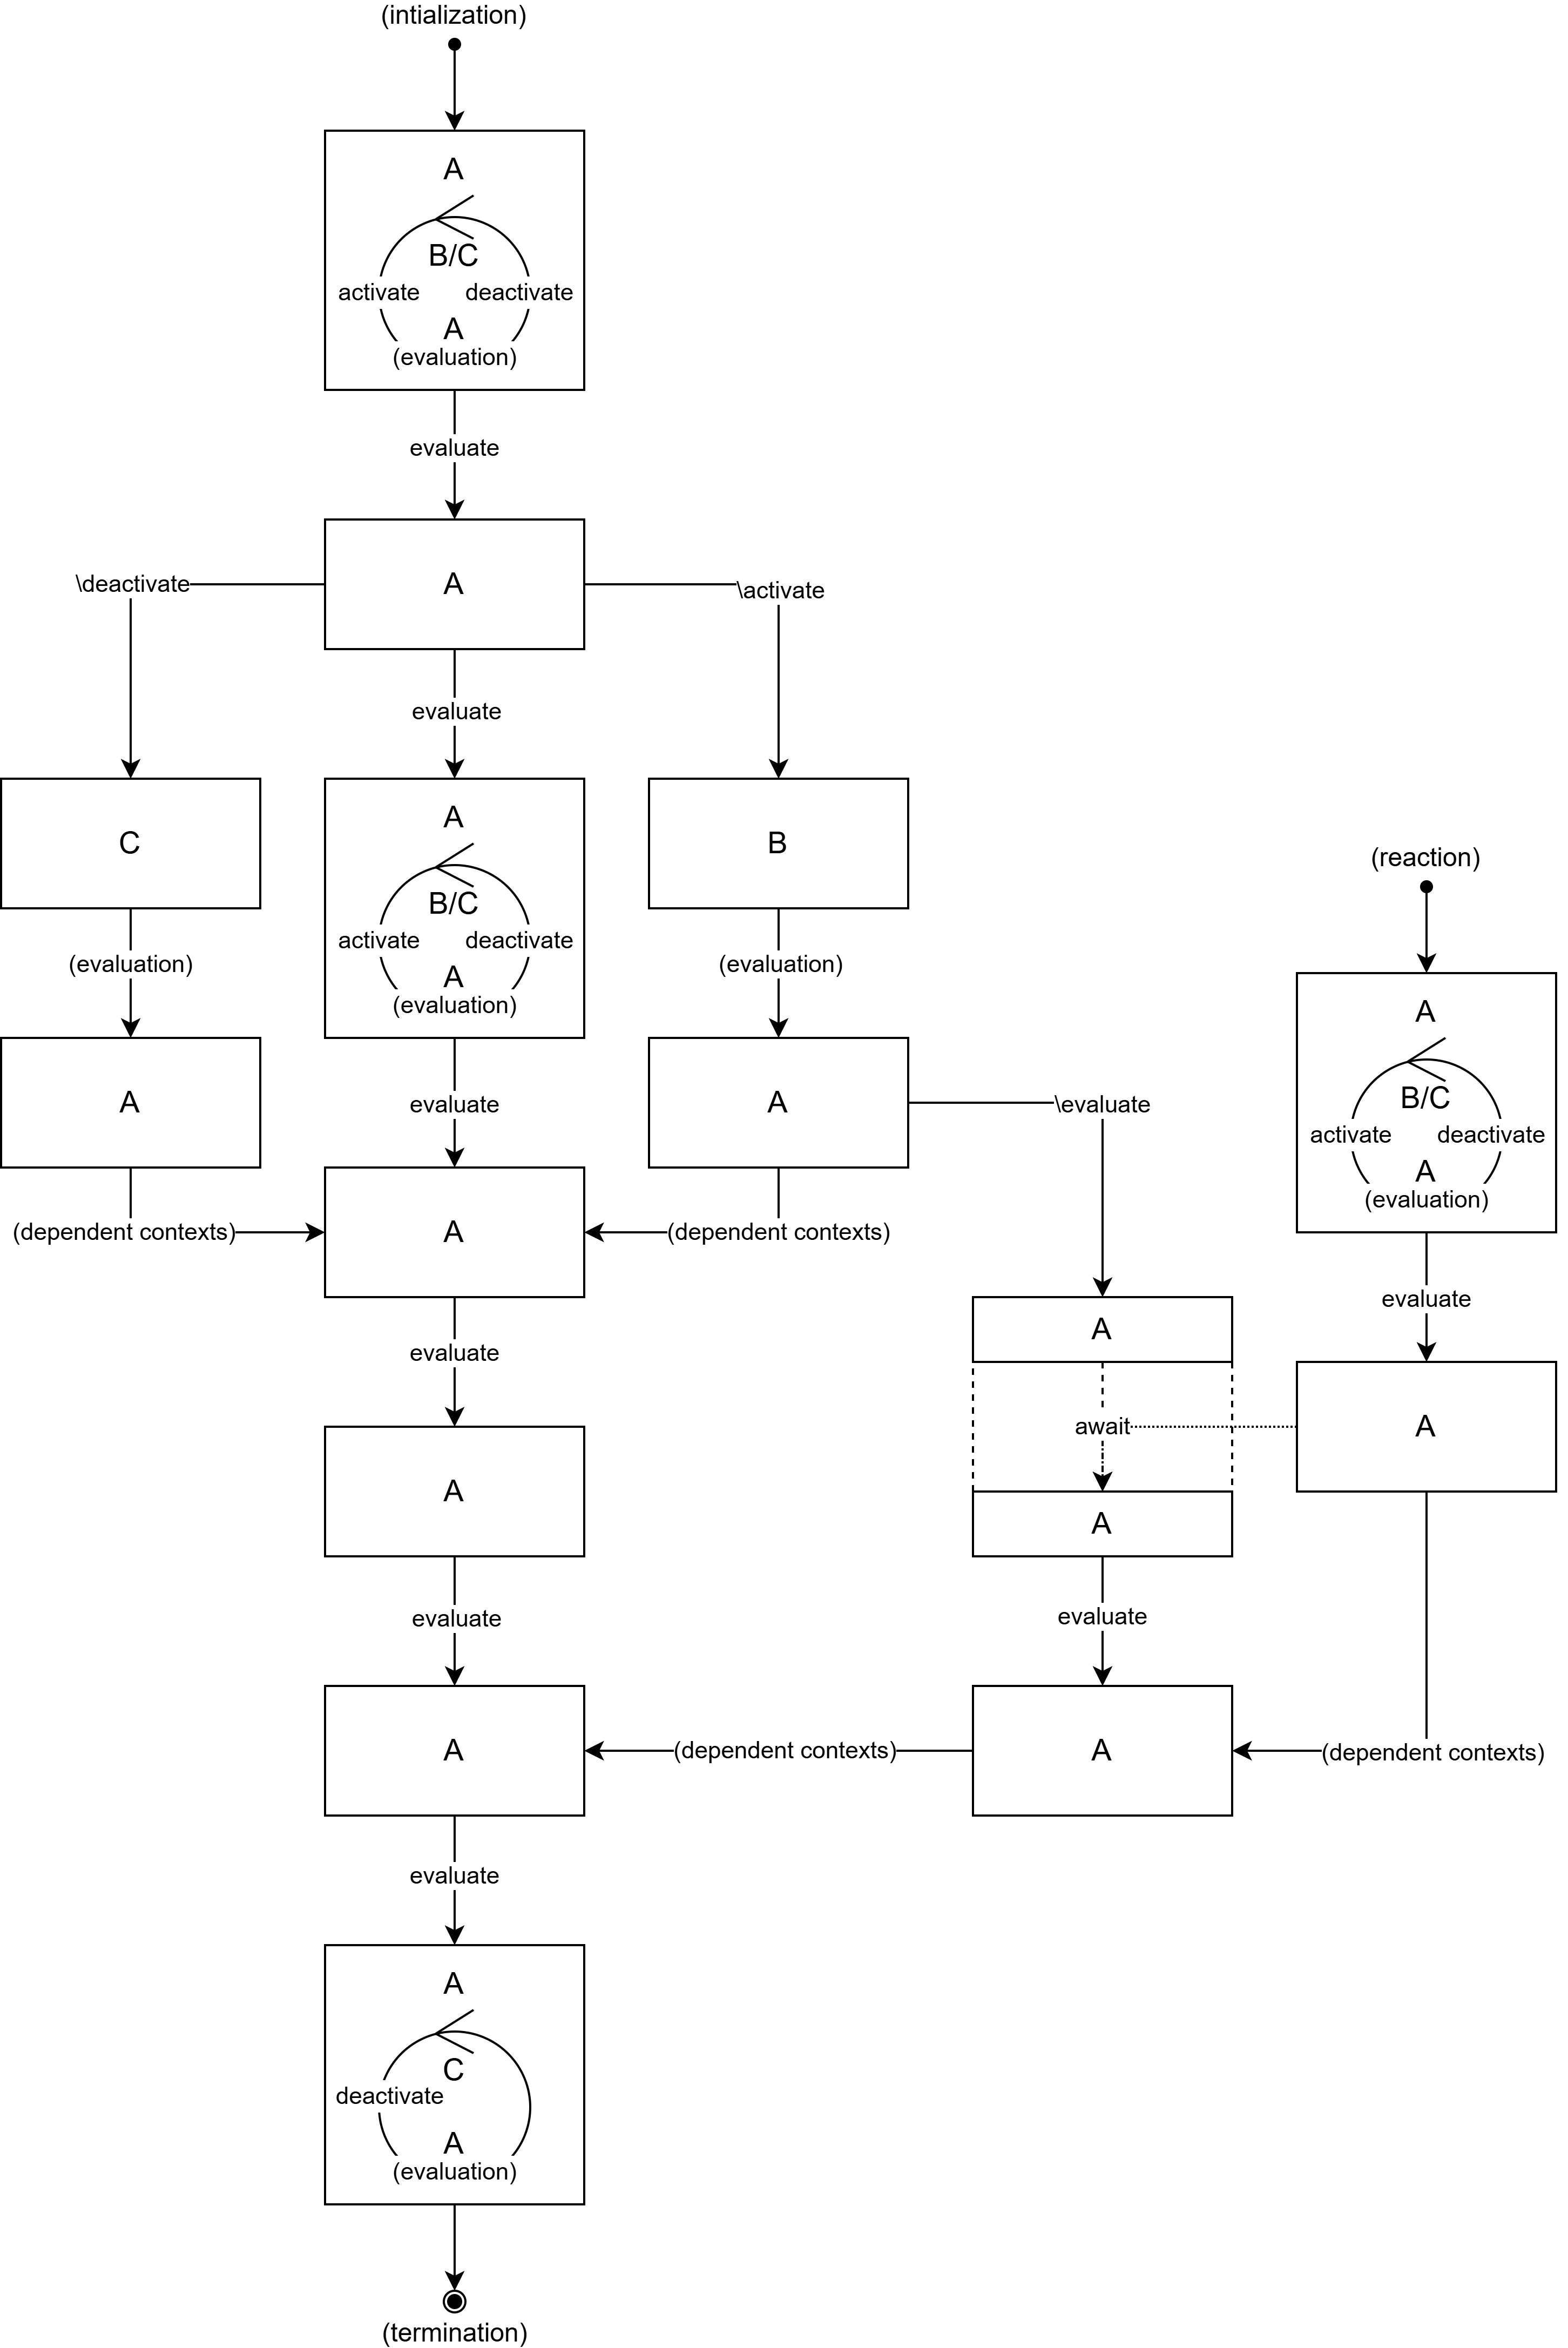 (intialization)
A
B/C
activate deactivate
A
(evaluation)
evaluate
\deactivate A \activate
evaluate
C A B
B/C
activate deactivate
A
(evaluation) (evaluation) (evaluation)
(reaction)
A
B/C
activate deactivate
A
(evaluation)
A evaluate A \evaluate
(dependent contexts) A (dependent contexts)
evaluate
evaluate
A
A
await A
A
A
evaluate
evaluate
A (dependent contexts) A (dependent contexts)
evaluate
A
C
deactivate
A
(evaluation)
(termination)